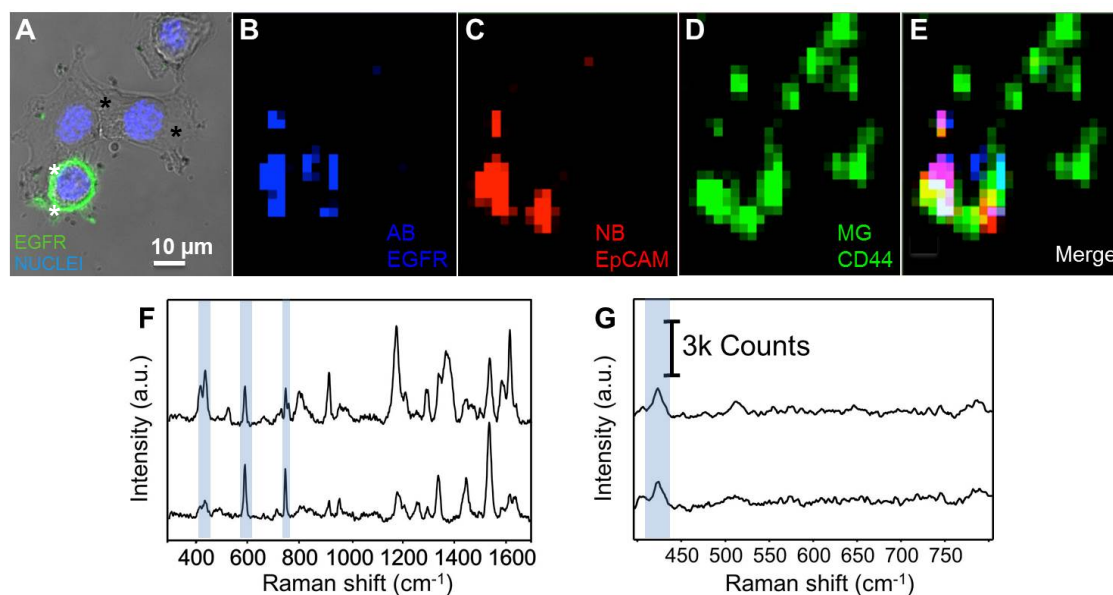 A
B
C
D
E
*
*
*
*
EGFR
NUCLEI
10 µm
AB
EGFR
NB
EpCAM
MG
CD44
Merge
F
Intensity (a.u.)
400 600 800 1000 1200 1400 1600
Raman shift (cm⁻¹)
G
3k Counts
Intensity (a.u.)
450 500 550 600 650 700 750
Raman shift (cm⁻¹)